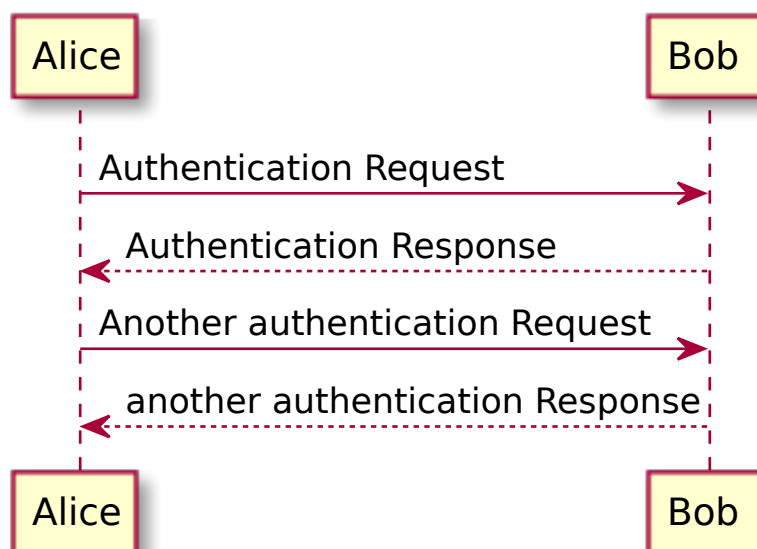 Alice
Bob
Authentication Request
Authentication Response
Another authentication Request
another authentication Response
Alice
Bob